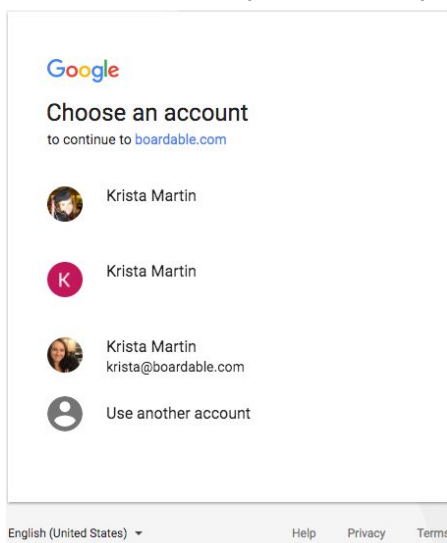 Google
Choose an account
to continue to boardable.com
Krista Martin
K
Krista Martin
Krista Martin
krista@boardable.com
Use another account
English (United States)
Help Privacy Terms